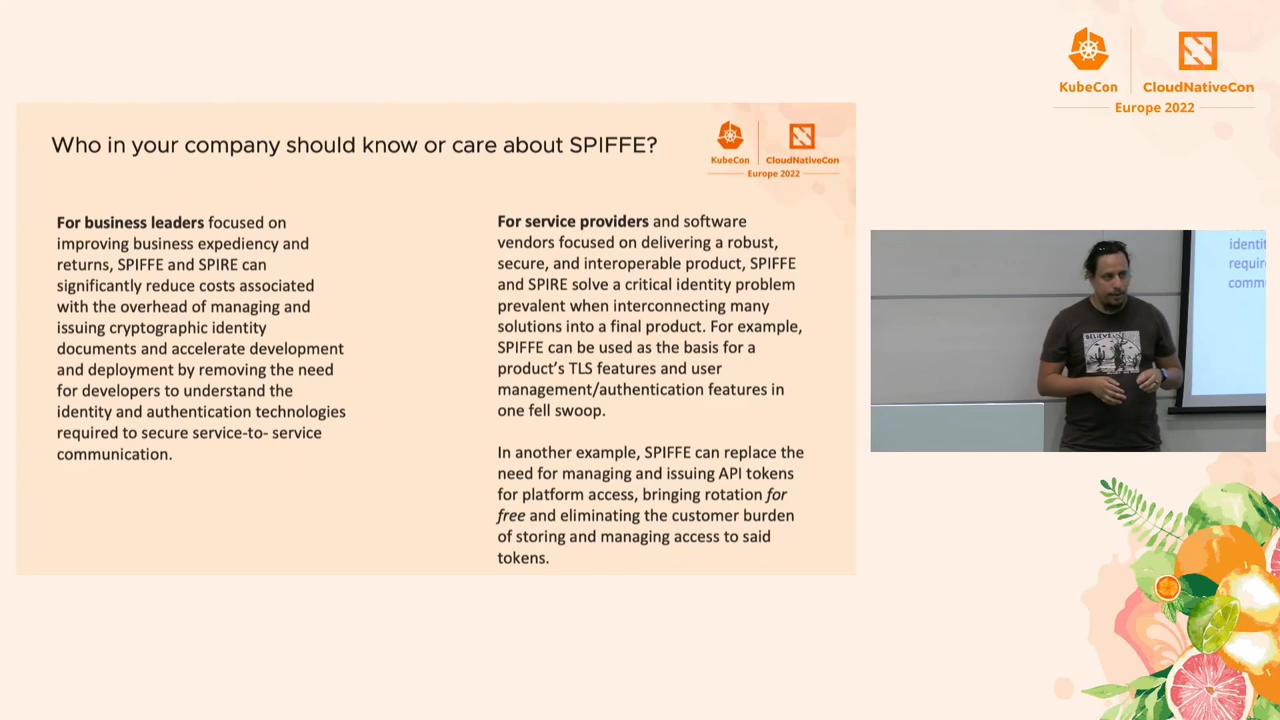 KubeCon
CloudNativeCon
Europe 2022
Who in your company should know or care about SPIFFE?
KubeCon
CloudNativeCon
Europe 2022
For business leaders focused on
improving business expediency and
returns, SPIFFE and SPIRE can
significantly reduce costs associated
with the overhead of managing and
issuing cryptographic identity
documents and accelerate development
and deployment by removing the need
for developers to understand the
identity and authentication technologies
required to secure service-to- service
communication.
For service providers and software
vendors focused on delivering a robust,
secure, and interoperable product, SPIFFE
and SPIRE solve a critical identity problem
prevalent when interconnecting many
solutions into a final product. For example,
SPIFFE can be used as the basis for a
product's TLS features and user
management/authentication features in
one fell swoop.
In another example, SPIFFE can replace the
need for managing and issuing API tokens
for platform access, bringing rotation for
free and eliminating the customer burden
of storing and managing access to said
tokens.
identit
requir
comm